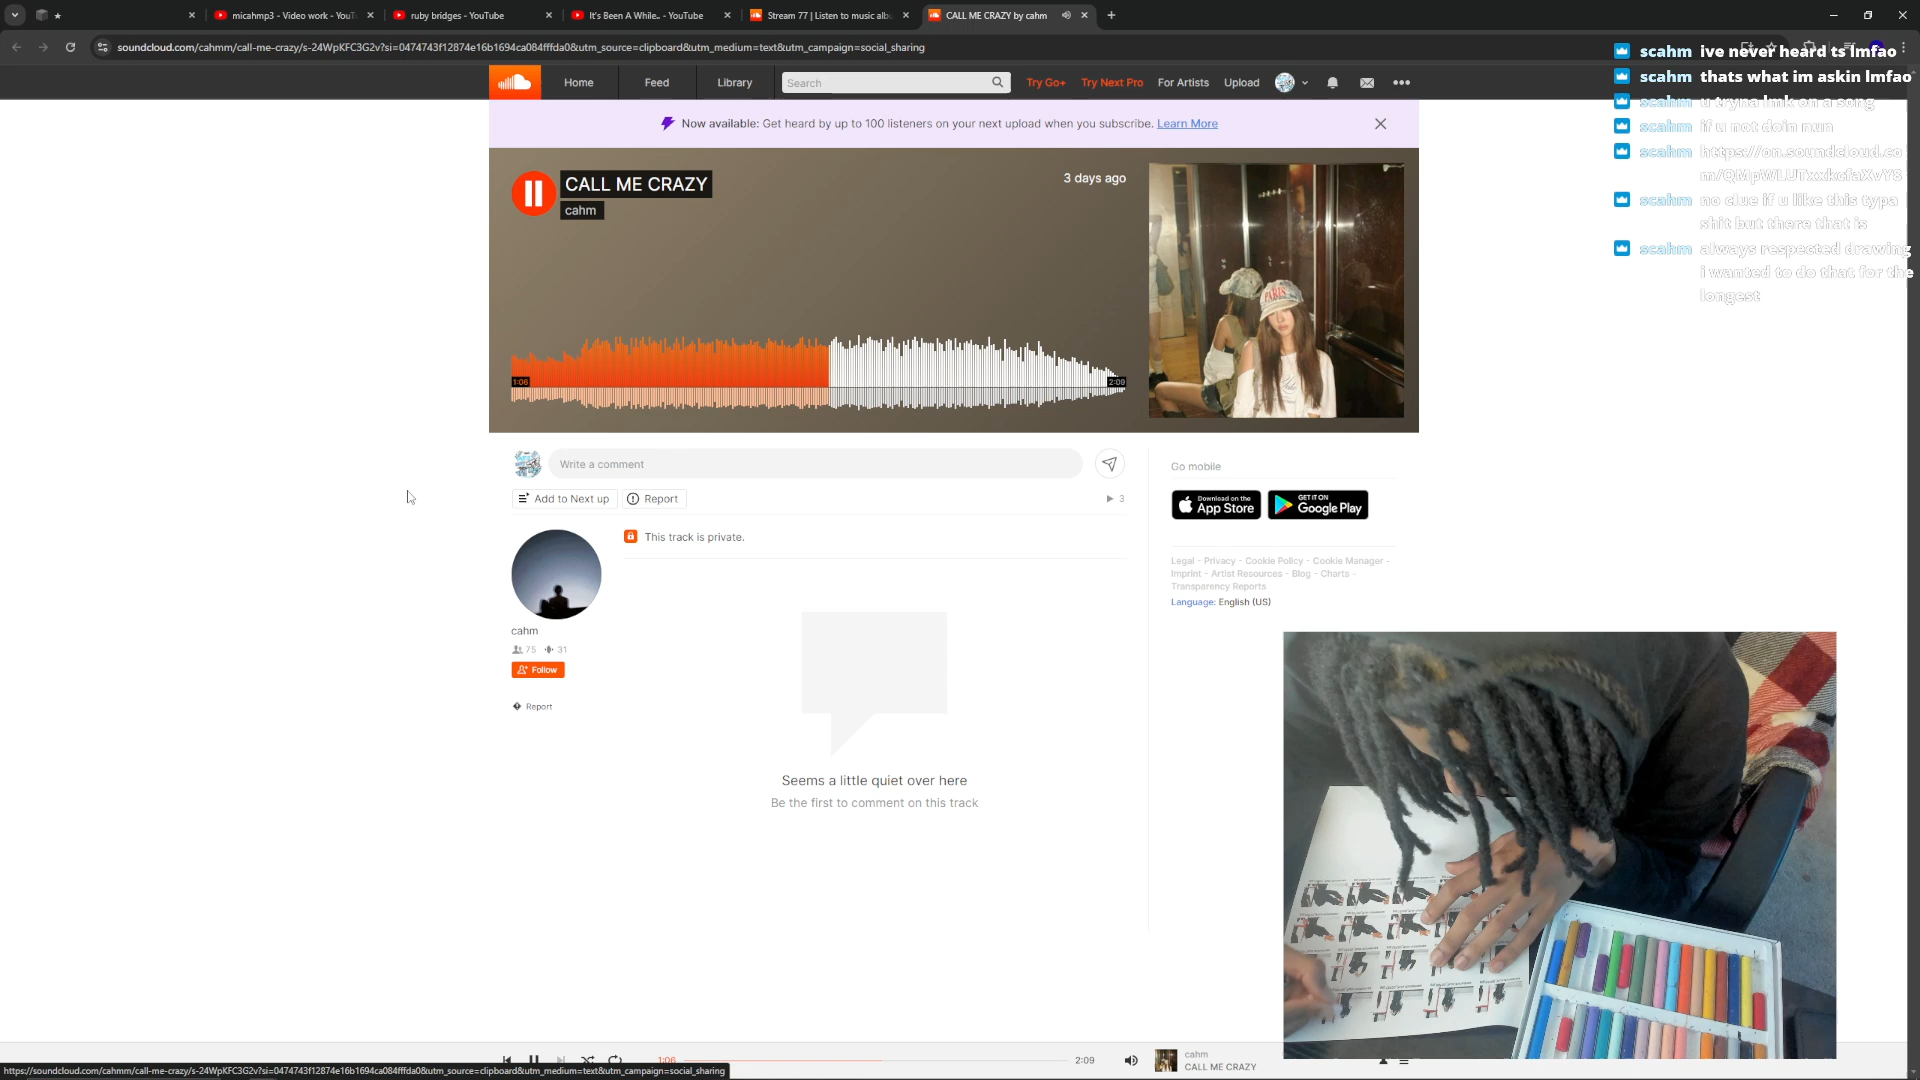 micahmp3 - Video work - YouT
ruby bridges - YouTube
It's Been A While.. - YouTube
Stream 77 | Listen to music alb
CALL ME CRAZY by cahm
soundcloud.com/cahmm/call-me-crazy/s-24WpKFC3G2v?si=0474743f12874e16b1694ca084fffda0&utm_source=clipboard&utm_medium=text&utm_campaign=social_sharing
Home
Feed
Library
Search
Try Go+
Try Next Pro
For Artists
Upload
scahm ive never heard ts lmfao
scahm thats what im askin lmfao
scahm u tryna lmk on a song
scahm if u not doin nun
scahm https://on.soundcloud.co
m/QMpWLUTxxkcfaXvY8
scahm no clue if u like this typa
shit but there that is
scahm always respected drawing
i wanted to do that for the
longest
Now available: Get heard by up to 100 listeners on your next upload when you subscribe. Learn More
CALL ME CRAZY
cahm
3 days ago
PARIS
1:06
2:09
Write a comment
Add to Next up
Report
3
This track is private.
cahm
75
31
Follow
Report
Seems a little quiet over here
Be the first to comment on this track
Go mobile
Download on the
App Store
GET IT ON
Google Play
Legal - Privacy - Cookie Policy - Cookie Manager -
Imprint - Artist Resources - Blog - Charts -
Transparency Reports
Language: English (US)
1:06
2:09
cahm
CALL ME CRAZY
https://soundcloud.com/cahmm/call-me-crazy/s-24WpKFC3G2v?si=0474743f12874e16b1694ca084fffda0&utm_source=clipboard&utm_medium=text&utm_campaign=social_sharing